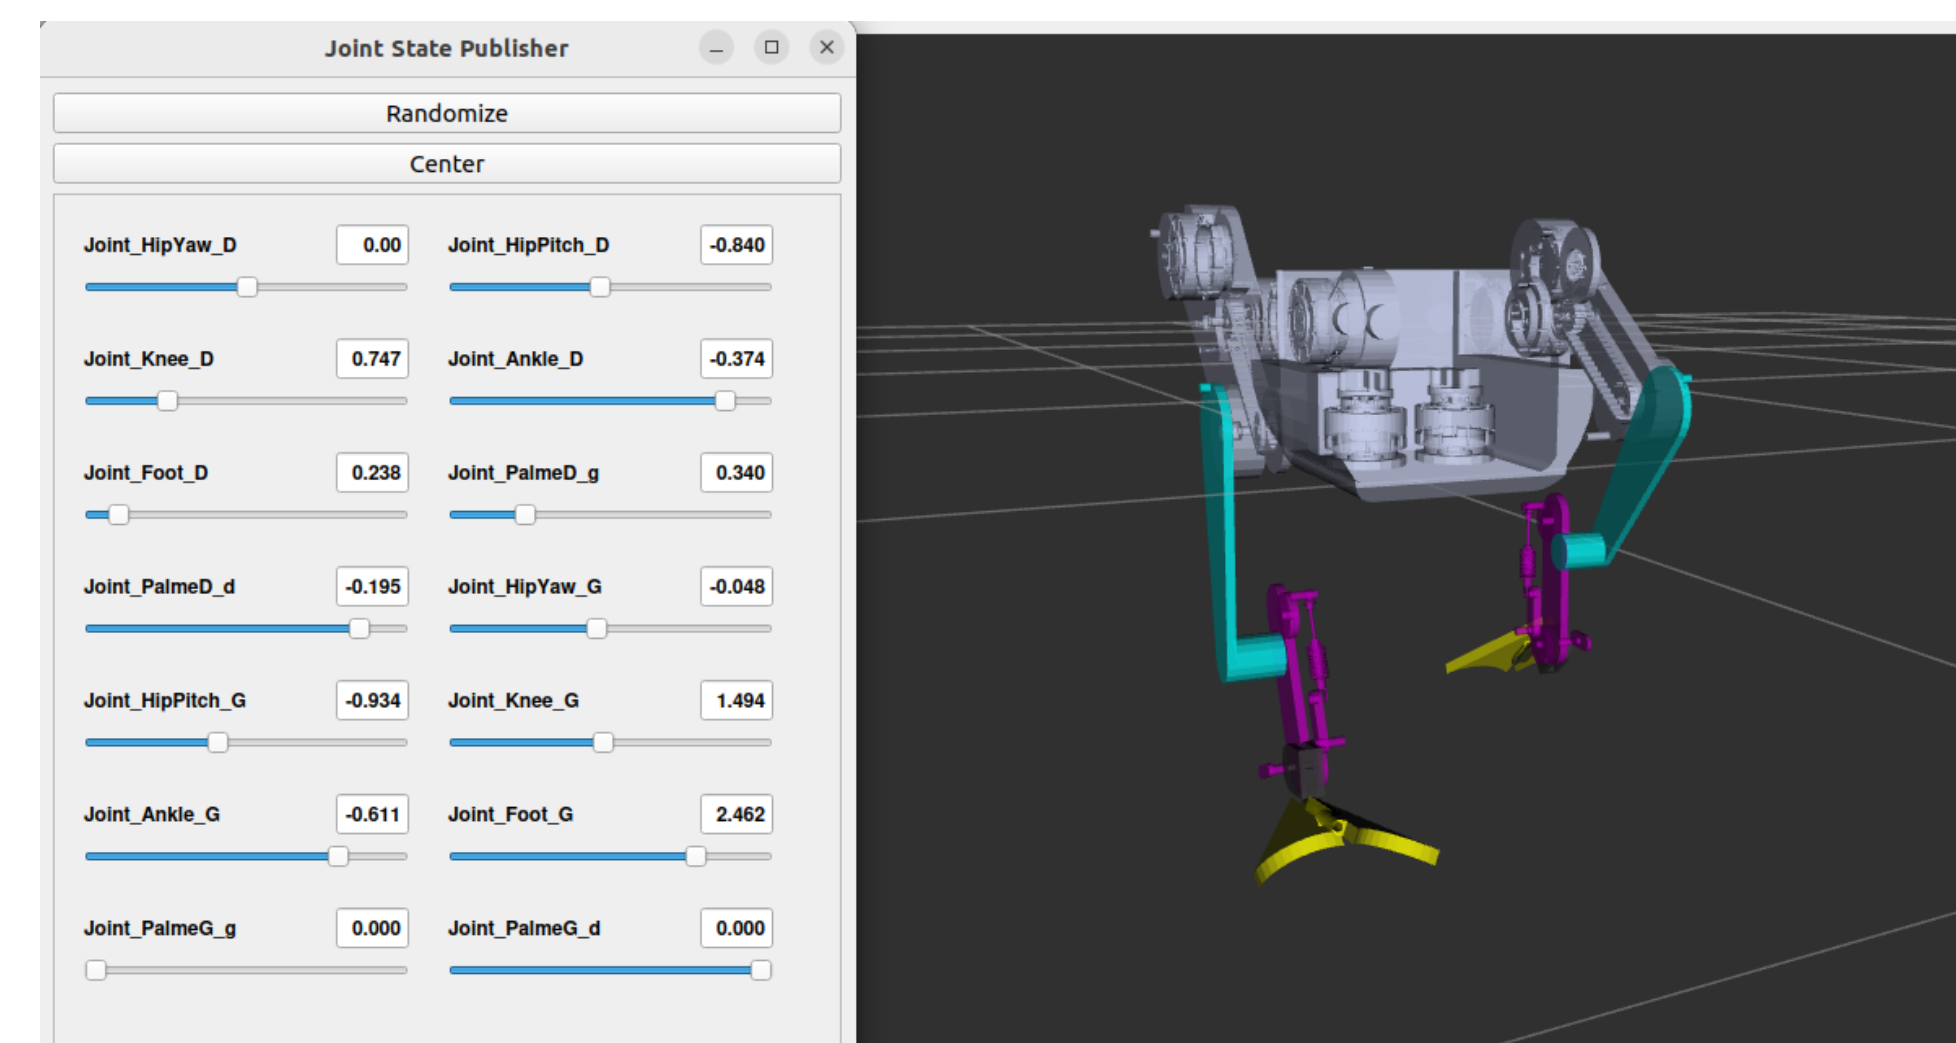 Joint State Publisher
Randomize
Center
Joint_HipYaw_D 0.00 Joint_HipPitch_D -0.840
Joint_Knee_D 0.747 Joint_Ankle_D -0.374
Joint_Foot_D 0.238 Joint_PalmeD_g 0.340
Joint_PalmeD_d -0.195 Joint_HipYaw_G -0.048
Joint_HipPitch_G -0.934 Joint_Knee_G 1.494
Joint_Ankle_G -0.611 Joint_Foot_G 2.462
Joint_PalmeG_g 0.000 Joint_PalmeG_d 0.000